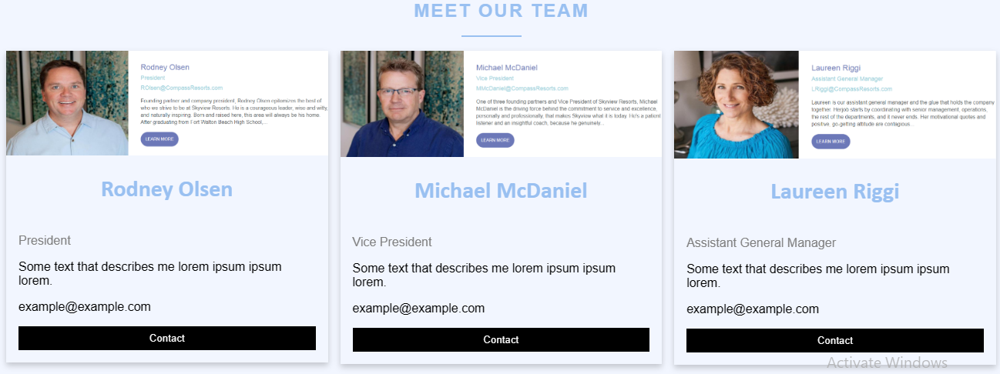 MEET OUR TEAM
Rodney Olsen
President
ROlsen@CompassResorts.com
Founding partner and company president, Rodney Olsen epitomizes the best of
who we strive to be at Skyview Resorts. He is a courageous leader, wise and witty,
and naturally inspiring. Born and raised here, this area will always be his home.
After graduating from Fort Walton Beach High School,...
LEARN MORE
Rodney Olsen
President
Some text that describes me lorem ipsum ipsum
lorem.
example@example.com
Contact
Michael McDaniel
Vice President
MMcDaniel@CompassResorts.com
One of three founding partners and Vice President of Skyview Resorts, Michael
McDaniel is the driving force behind the commitment to service and excellence,
personally and professionally, that makes Skyview what it is today. He's a patient
listener and an insightful coach, because he genuinely...
LEARN MORE
Michael McDaniel
Vice President
Some text that describes me lorem ipsum ipsum
lorem.
example@example.com
Contact
Laureen Riggi
Assistant General Manager
LRiggi@CompassResorts.com
Laureen is our assistant general manager and the glue that holds the company
together. Herjob starts by coordinating with senior management, operations,
the rest of the departments, and it never ends. Her motivational quotes and
positive, go-getting attitude are contagious...
LEARN MORE
Laureen Riggi
Assistant General Manager
Some text that describes me lorem ipsum ipsum
lorem.
example@example.com
Contact
Activate Windows